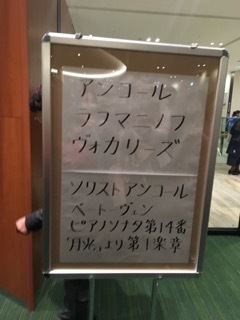 アンコール
ラフマニノフ
ヴォカリーズ
ソリストアンコール
ベートーヴェン
ピアノソナタ第14番
「月光」より第1楽章